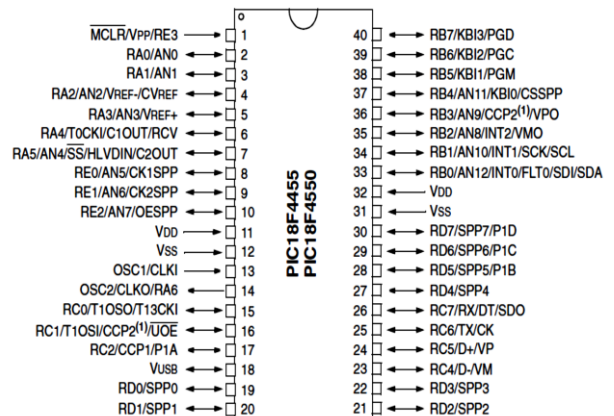 MCLR/VPP/RE3 1
RA0/AN0 2
RA1/AN1 3
RA2/AN2/VREF-/CVREF 4
RA3/AN3/VREF+ 5
RA4/T0CKI/C1OUT/RCV 6
RA5/AN4/SS/HLVDIN/C2OUT 7
RE0/AN5/CK1SPP 8
RE1/AN6/CK2SPP 9
RE2/AN7/OESPP 10
VDD 11
VSS 12
OSC1/CLKI 13
OSC2/CLKO/RA6 14
RC0/T1OSO/T13CKI 15
RC1/T1OSI/CCP2(1)/UOE 16
RC2/CCP1/P1A 17
VUSB 18
RD0/SPP0 19
RD1/SPP1 20
PIC18F4455
PIC18F4550
40 RB7/KBI3/PGD
39 RB6/KBI2/PGC
38 RB5/KBI1/PGM
37 RB4/AN11/KBI0/CSSPP
36 RB3/AN9/CCP2(1)/VPO
35 RB2/AN8/INT2/VMO
34 RB1/AN10/INT1/SCK/SCL
33 RB0/AN12/INT0/FLT0/SDI/SDA
32 VDD
31 VSS
30 RD7/SPP7/P1D
29 RD6/SPP6/P1C
28 RD5/SPP5/P1B
27 RD4/SPP4
26 RC7/RX/DT/SDO
25 RC6/TX/CK
24 RC5/D+/VP
23 RC4/D-/VM
22 RD3/SPP3
21 RD2/SPP2